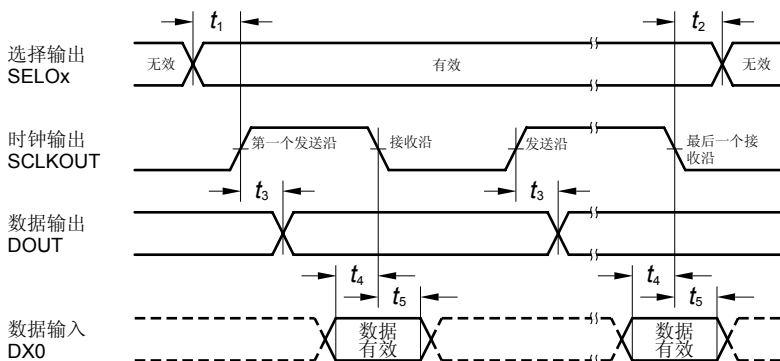 t1
t2
选择输出
SELOx
无效
有效
无效
时钟输出
SCLKOUT
第一个发送沿
接收沿
发送沿
最后一个接
收沿
t3
t3
数据输出
DOUT
t4
t5
t4
t5
数据输入
DX0
数据
有效
数据
有效